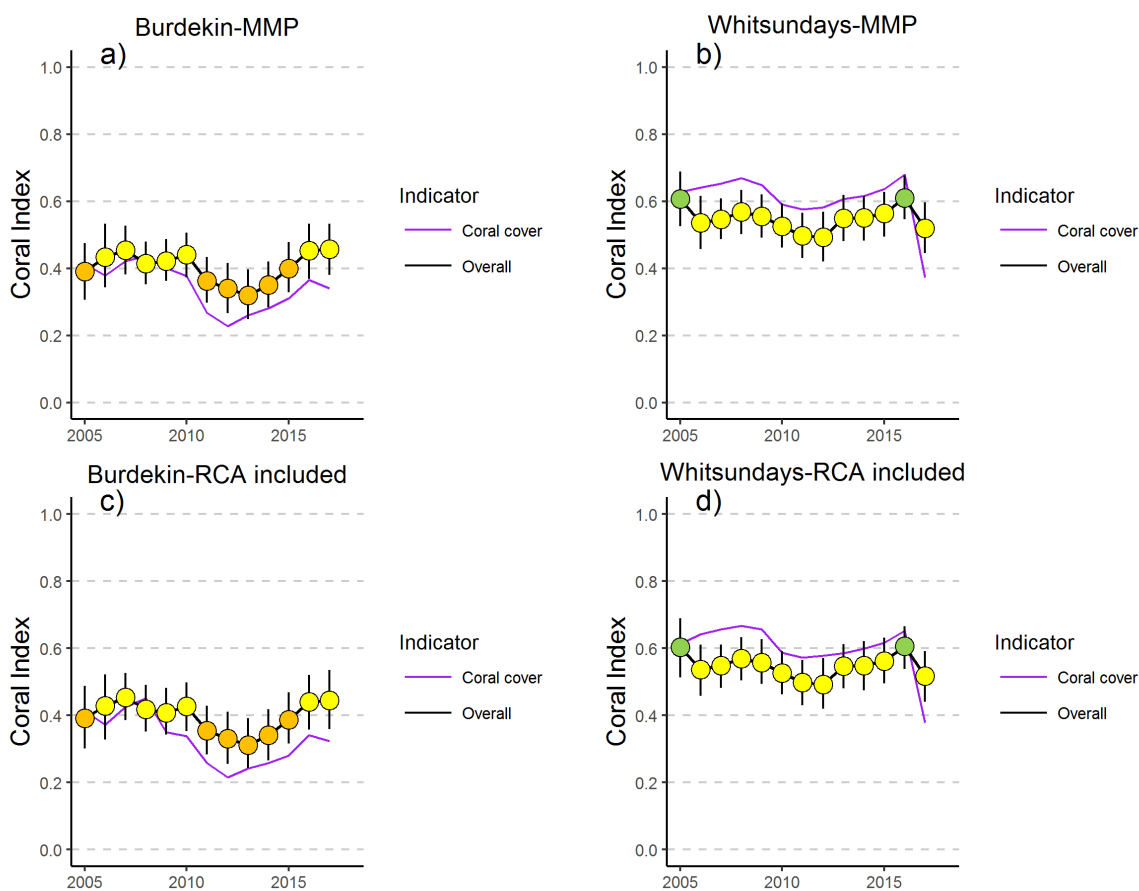 Burdekin-MMP
a)
1.0
0.8
0.6
0.4
0.2
0.0
Coral Index
2005 2010 2015
Indicator
Coral cover
Overall
Whitsundays-MMP
b)
1.0
0.8
0.6
0.4
0.2
0.0
Coral Index
2005 2010 2015
Indicator
Coral cover
Overall
Burdekin-RCA included
c)
1.0
0.8
0.6
0.4
0.2
0.0
Coral Index
2005 2010 2015
Indicator
Coral cover
Overall
Whitsundays-RCA included
d)
1.0
0.8
0.6
0.4
0.2
0.0
Coral Index
2005 2010 2015
Indicator
Coral cover
Overall